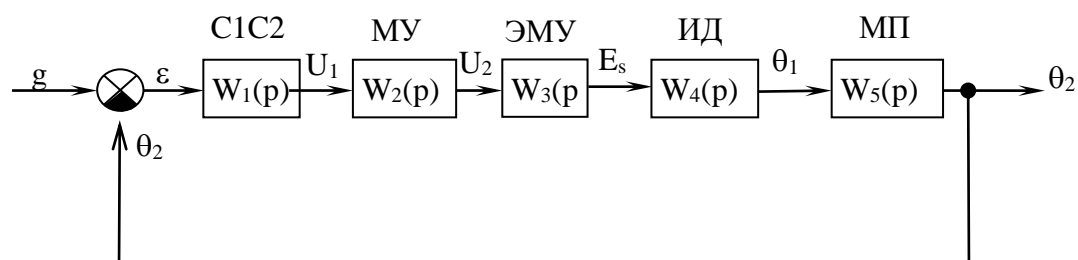 С1С2 МУ ЭМУ ИД МП
g ε U₁ U₂ Eₛ θ₁ θ₂
W₁(p) W₂(p) W₃(p W₄(p) W₅(p)
θ₂